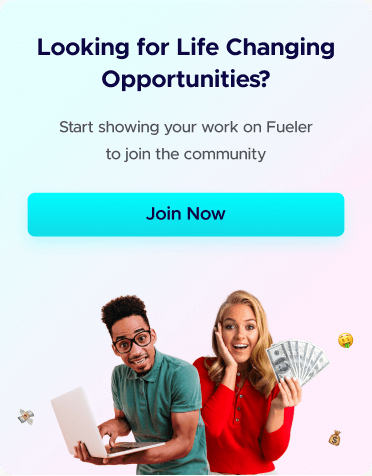 Looking for Life Changing
Opportunities?
Start showing your work on Fueler
to join the community
Join Now